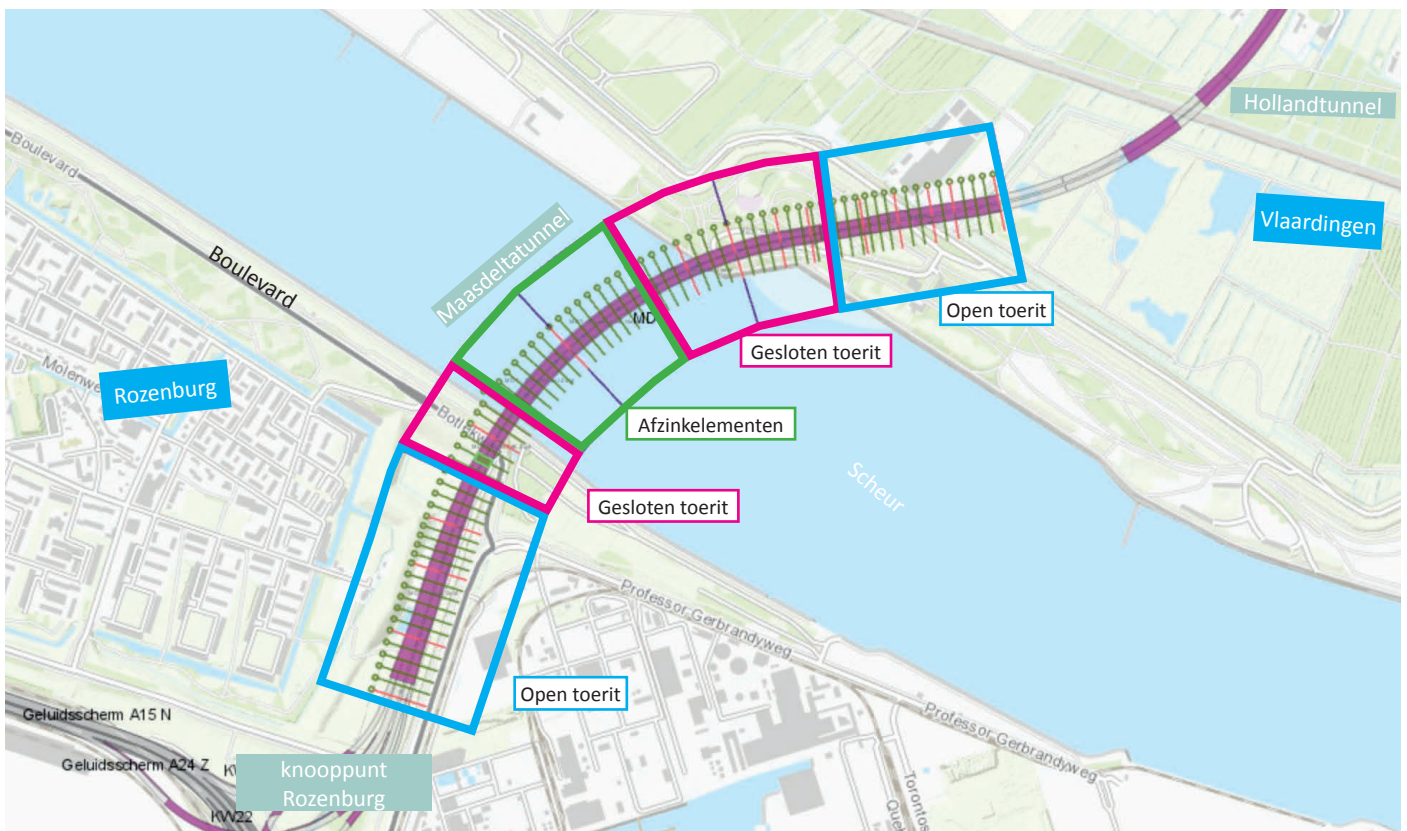 Hollandtunnel
Boulevard
Vlaardingen
Maasdeltatunnel
Boulevard
Open toerit
MD
Gesloten toerit
Rozenburg
Afzinkelementen
Scheur
Gesloten toerit
Professor Gerbrandyweg
Open toerit
Geluidsscherm A15 N
Professor Gerbrandyweg
Geluidsscherm A24 Z
knooppunt
Rozenburg
KW22